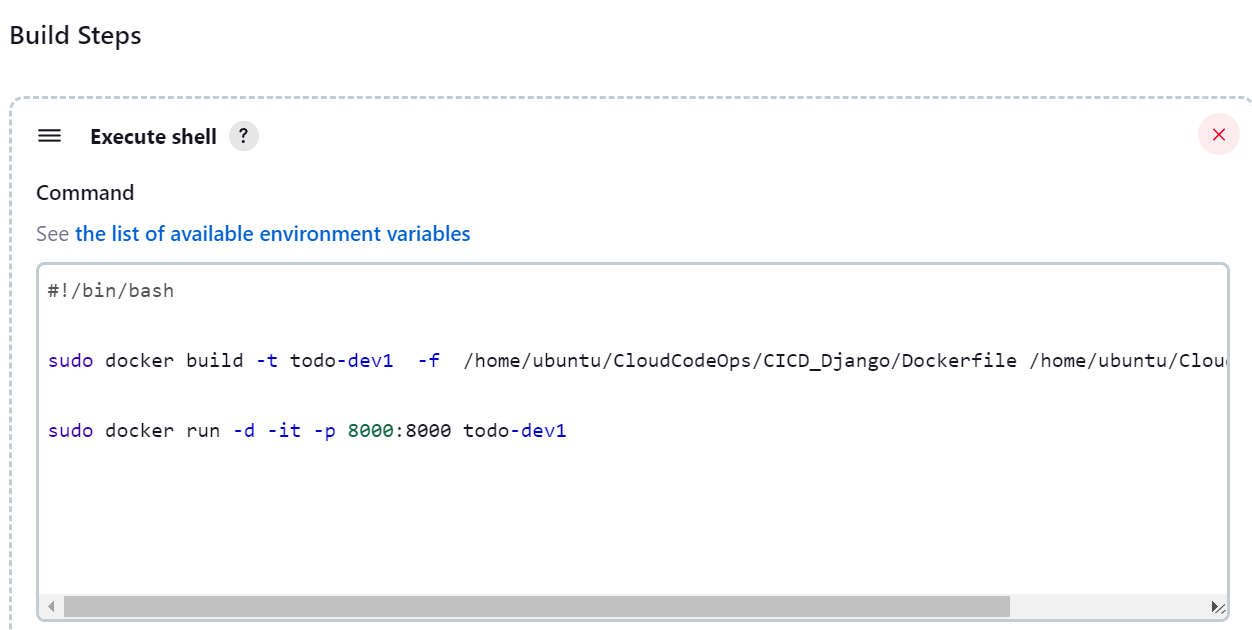 Build Steps
Execute shell ?
Command
See the list of available environment variables
#!/bin/bash
sudo docker build -t todo-dev1  -f  /home/ubuntu/CloudCodeOps/CICD_Django/Dockerfile /home/ubuntu/Clou
sudo docker run -d -it -p 8000:8000 todo-dev1